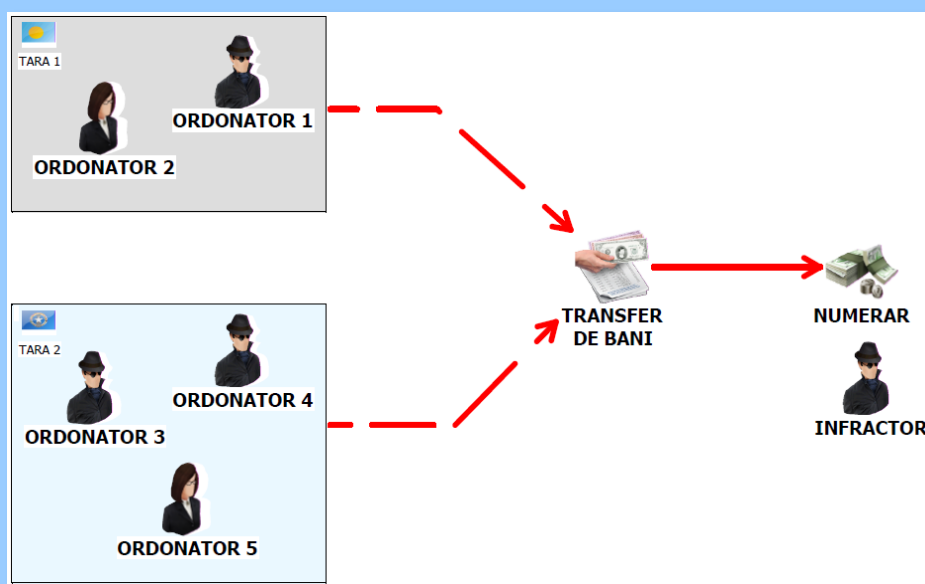 TARA 1
ORDONATOR 1
ORDONATOR 2
TRANSFER
DE BANI
NUMERAR
INFRACTOR
TARA 2
ORDONATOR 4
ORDONATOR 3
ORDONATOR 5